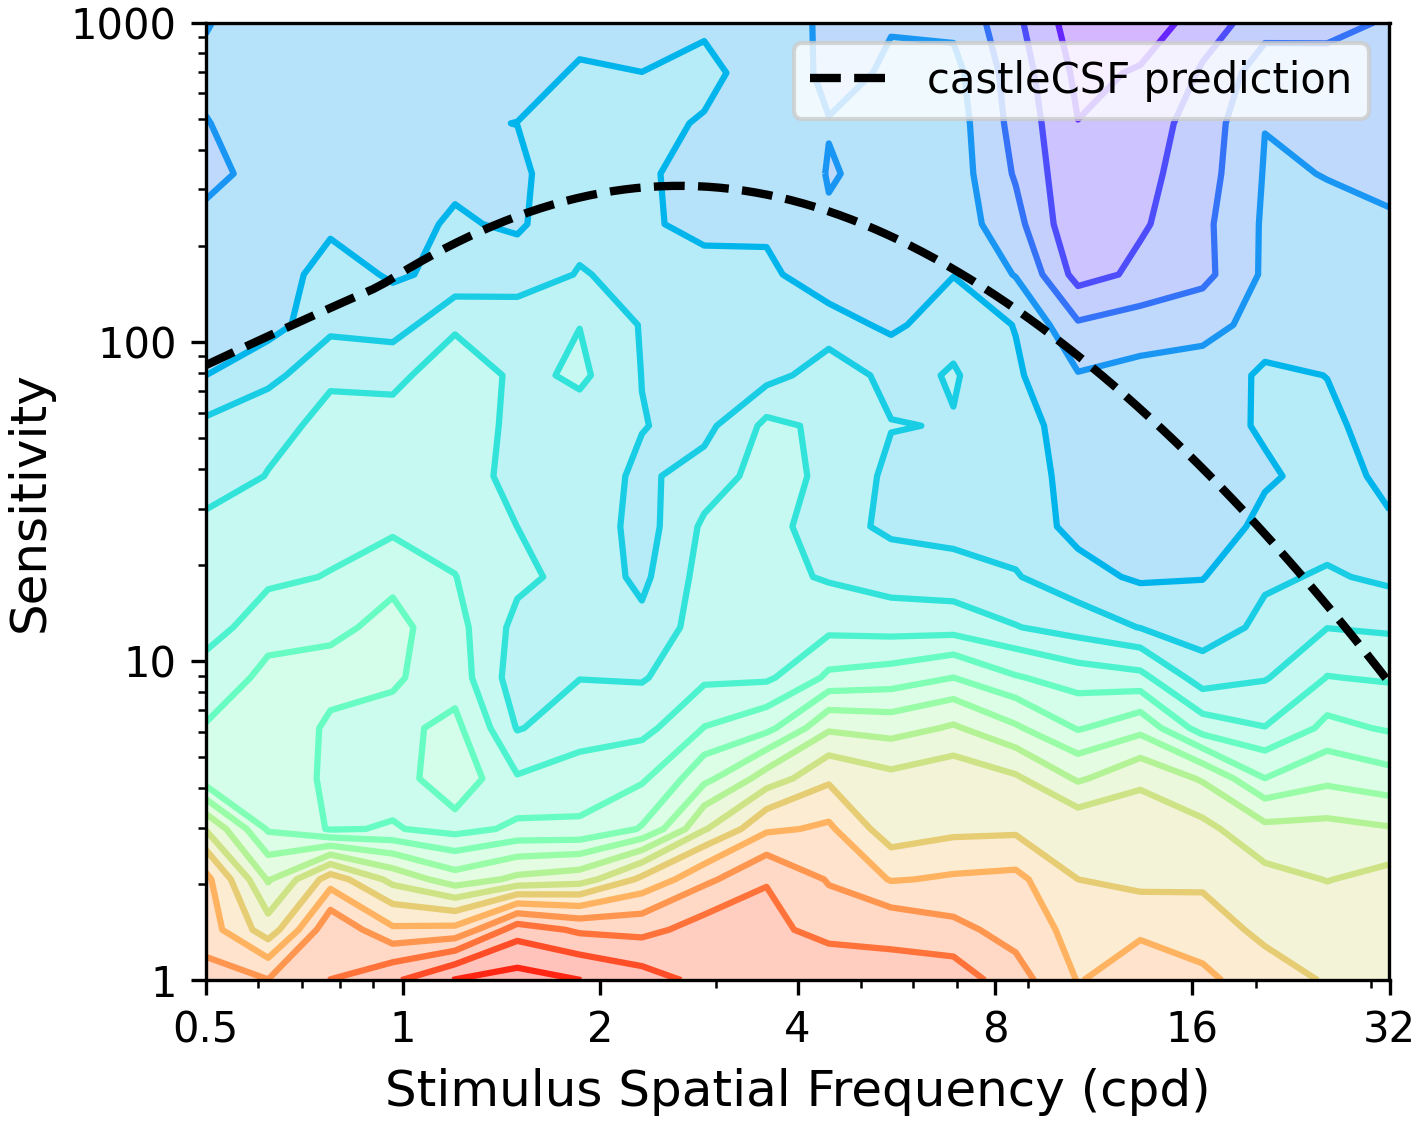 1000
100
10
1
Sensitivity
castleCSF prediction
0.5 1 2 4 8 16 32
Stimulus Spatial Frequency (cpd)